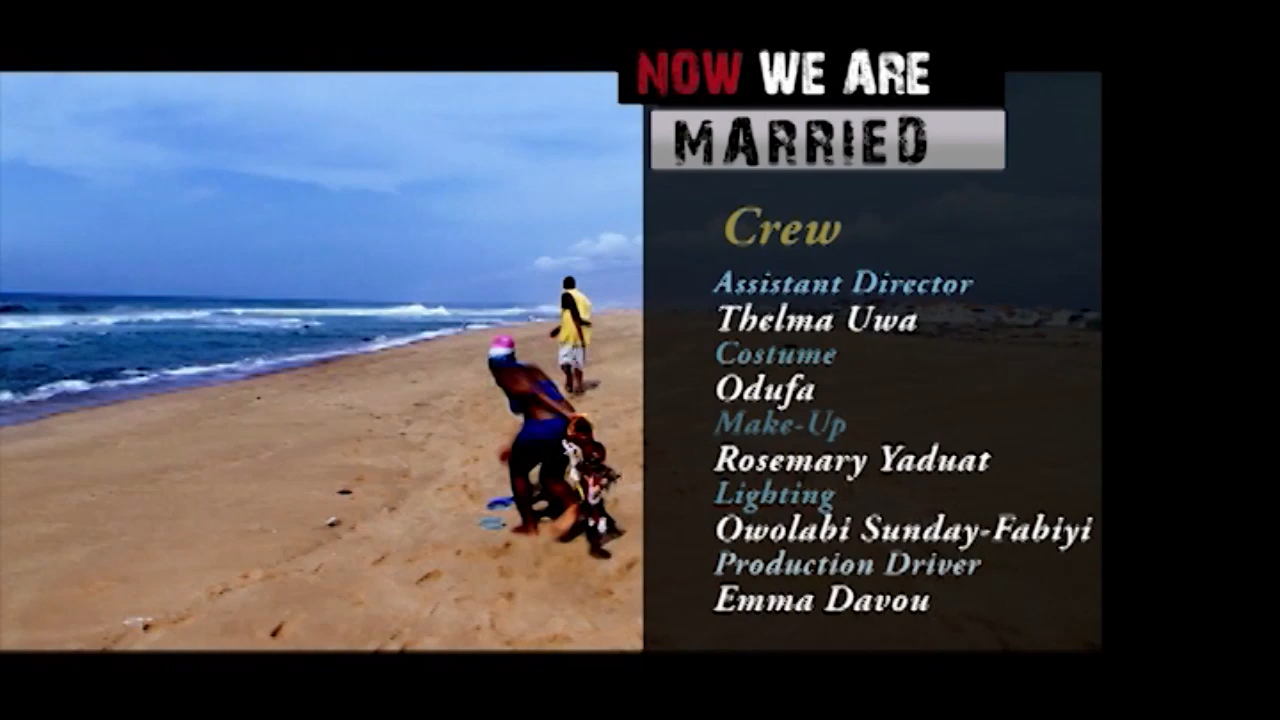 NOW WE ARE
MARRIED
Crew
Assistant Director
Thelma Uwa
Costume
Odufa
Make-Up
Rosemary Yaduat
Lighting
Owolabi Sunday-Fabiyi
Production Driver
Emma Davou